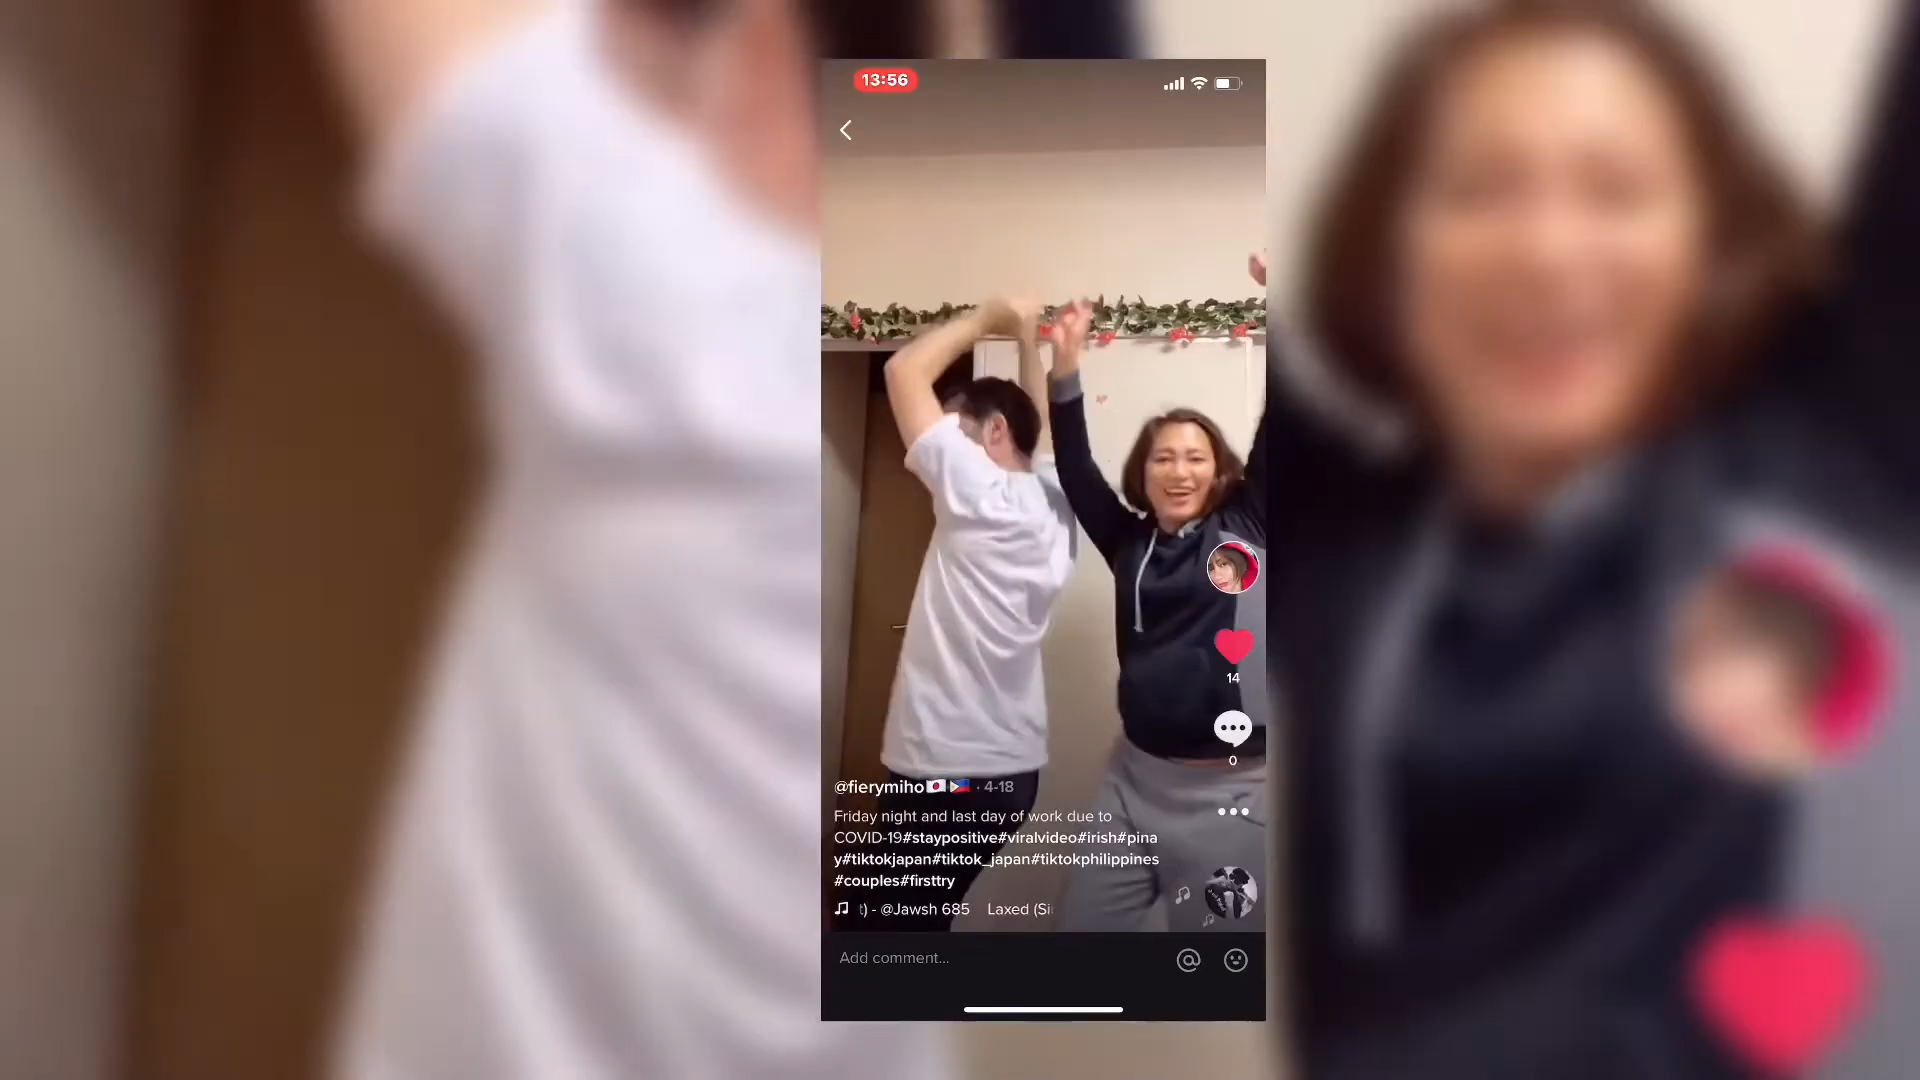 13:56
@fierymiho🇯🇵🇵🇭 · 4-18
Friday night and last day of work due to
COVID-19#staypositive#viralvideo#irish#pina
y#tiktokjapan#tiktok_japan#tiktokphilippines
#couples#firsttry
t) - @Jawsh 685 Laxed (Si
14
0
Add comment...